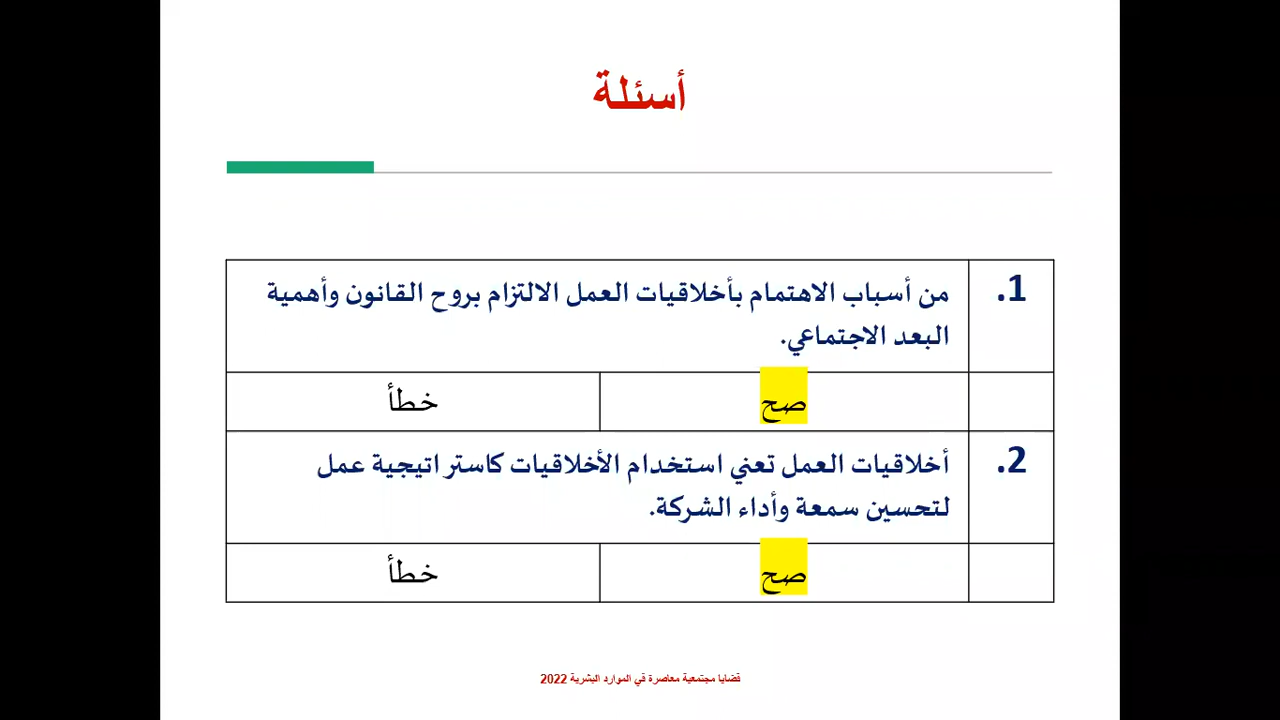 أسئلة
1. من أسباب الاهتمام بأخلاقيات العمل الالتزام بروح القانون وأهمية
البعد الاجتماعي.
صح خطأ
2. أخلاقيات العمل تعني استخدام الأخلاقيات كاستراتيجية عمل
لتحسين سمعة وأداء الشركة.
صح خطأ
قضايا مجتمعية معاصرة في الموارد البشرية 2022